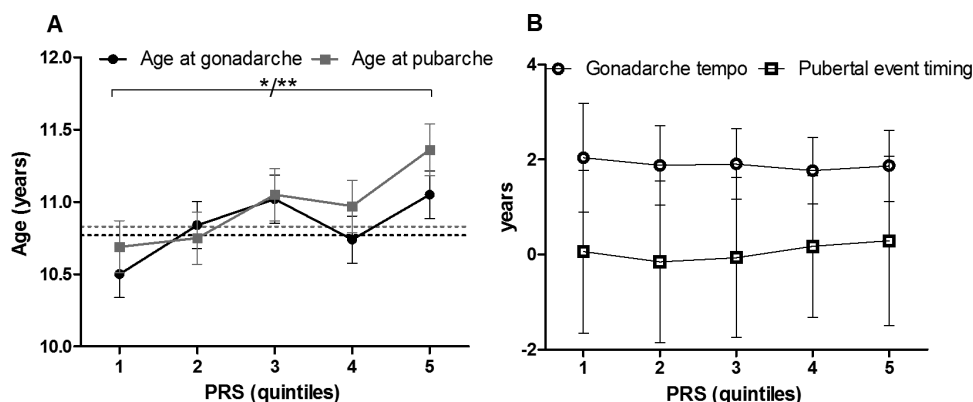 A
Age at gonadarche Age at pubarche
*/**
12.0
11.5
11.0
10.5
10.0
Age (years)
1 2 3 4 5
PRS (quintiles)
B
Gonadarche tempo Pubertal event timing
4
2
0
-2
years
1 2 3 4 5
PRS (quintiles)